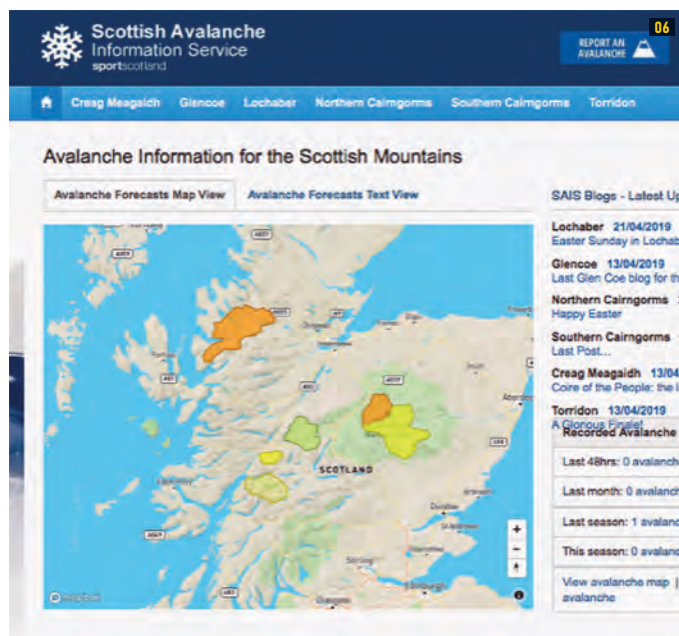 06
Scottish Avalanche
Information Service
sportscotland
REPORT AN
AVALANCHE
Creag Meagaidh Glencoe Lochaber Northern Cairngorms Southern Cairngorms Torridon
Avalanche Information for the Scottish Mountains
Avalanche Forecasts Map View Avalanche Forecasts Text View
SAIS Blogs - Latest Up
Lochaber 21/04/2019
Easter Sunday in Lochab
Glencoe 13/04/2019
Last Glen Coe blog for th
Northern Cairngorms
Happy Easter
Southern Cairngorms
Last Post...
Creag Meagaidh 13/04
Coire of the People: the
Torridon 13/04/2019
A Glorious Finale!
Recorded Avalanche
Last 48hrs: 0 avalanch
Last month: 0 avalanch
Last season: 1 avalanc
This season: 0 avalanc
View avalanche map |
avalanche
SCOTLAND
Stirling
Edinburgh
Glasgow
+
−
mapbox